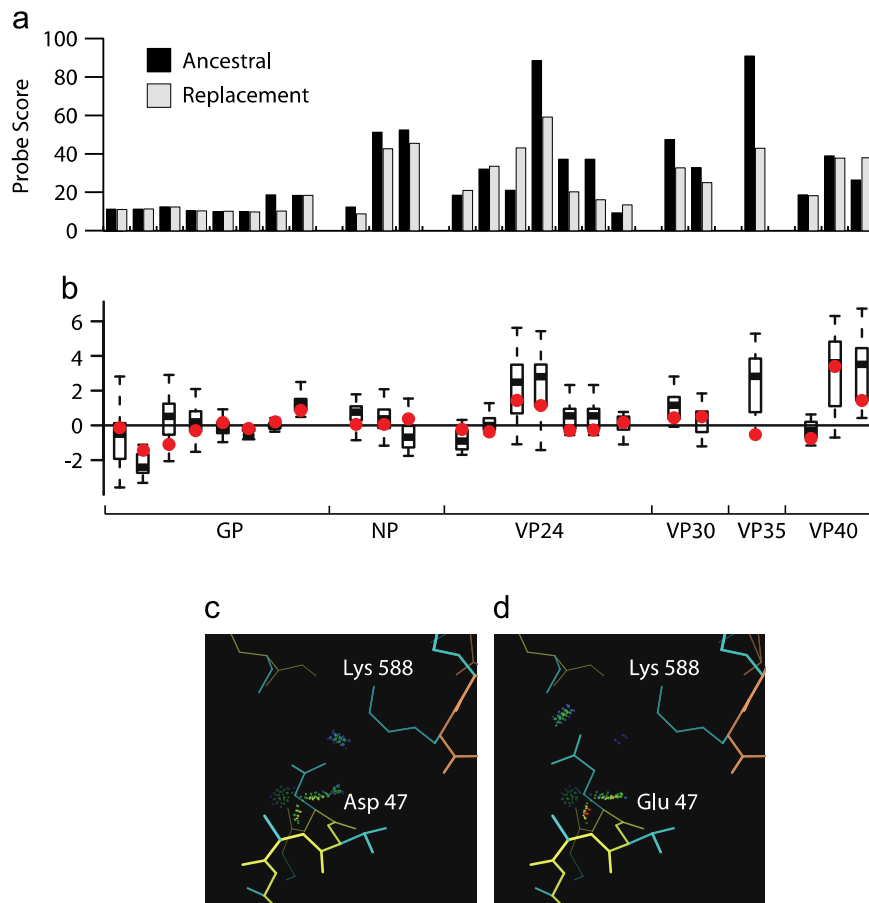 a
100
80
60
40
20
0
Probe Score
Ancestral
Replacement
b
6
4
2
0
-2
GP NP VP24 VP30 VP35 VP40
c
d
Lys 588
Asp 47
Lys 588
Glu 47